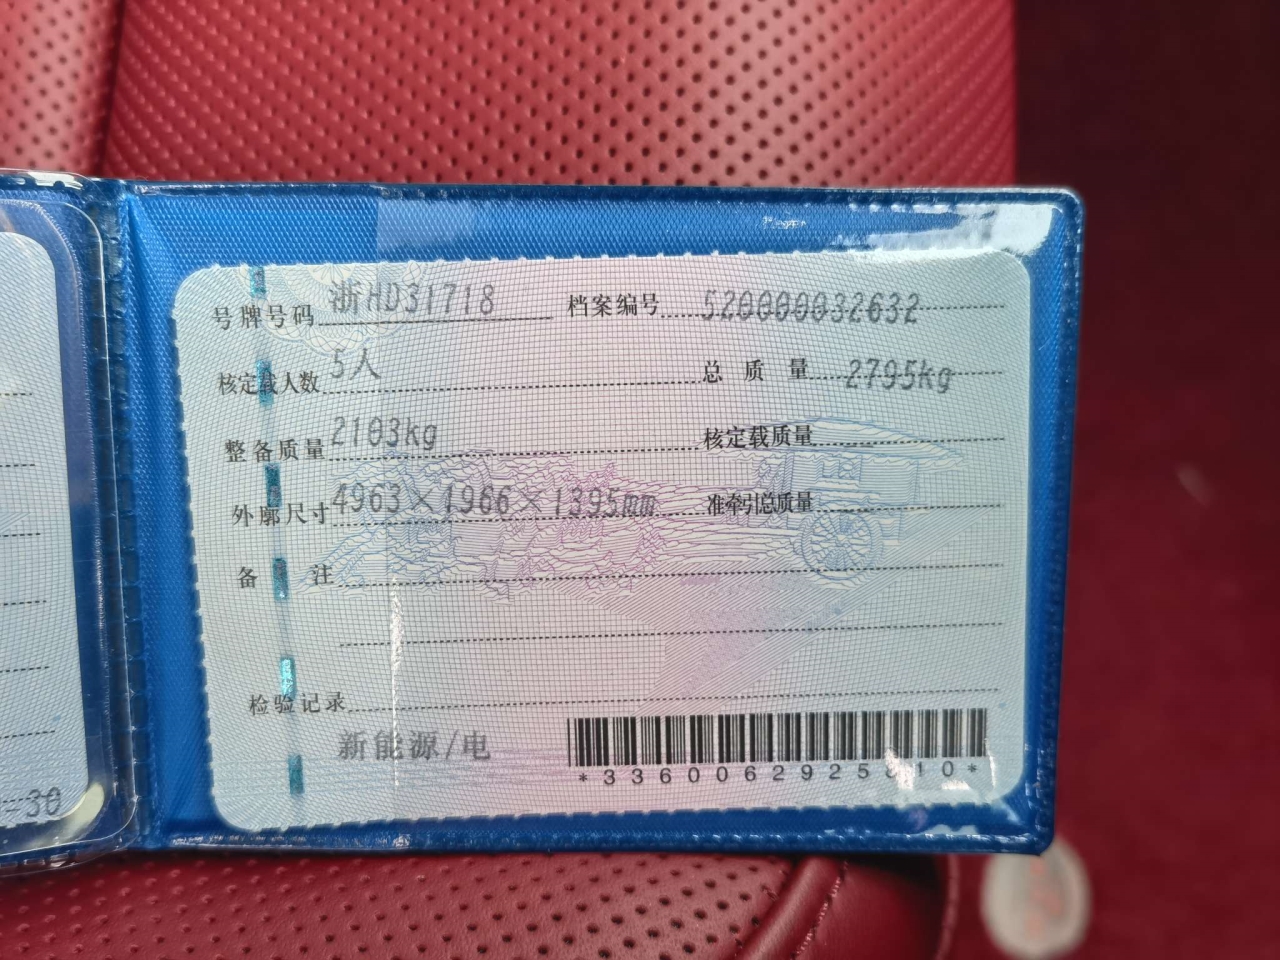 号牌号码 浙HD31718 档案编号 520000032632
核定载人数 5人 总质量 2795kg
整备质量 2103kg 核定载质量
外廓尺寸 4963×1966×1395mm 准牵引总质量
备注
检验记录
新能源/电
-30